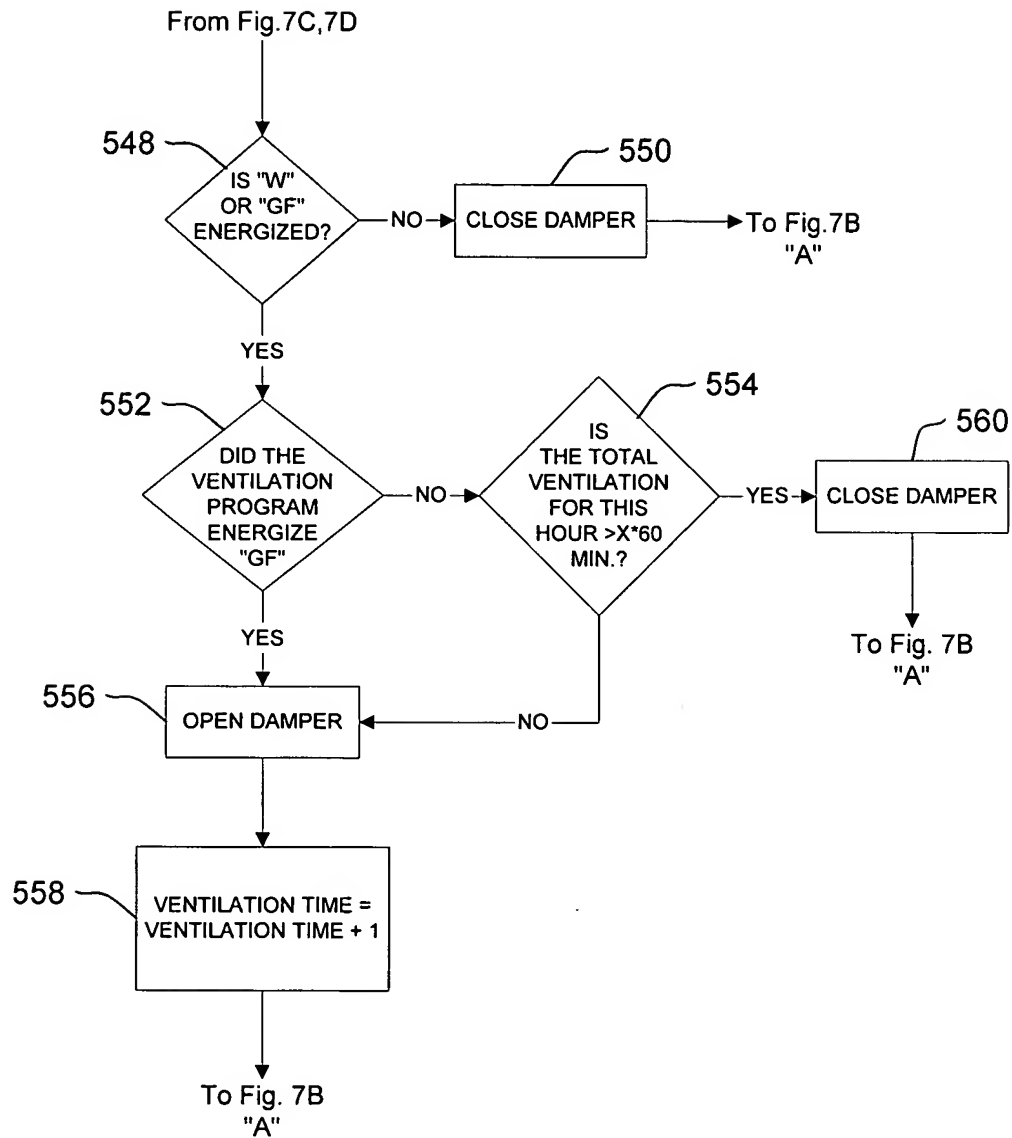 From Fig.7C,7D
548
IS "W"
OR "GF"
ENERGIZED?
NO
550
CLOSE DAMPER
To Fig.7B
"A"
YES
552
DID THE
VENTILATION
PROGRAM
ENERGIZE
"GF"
NO
554
IS
THE TOTAL
VENTILATION
FOR THIS
HOUR >X*60
MIN.?
YES
560
CLOSE DAMPER
To Fig. 7B
"A"
YES
NO
556
OPEN DAMPER
558
VENTILATION TIME =
VENTILATION TIME + 1
To Fig. 7B
"A"